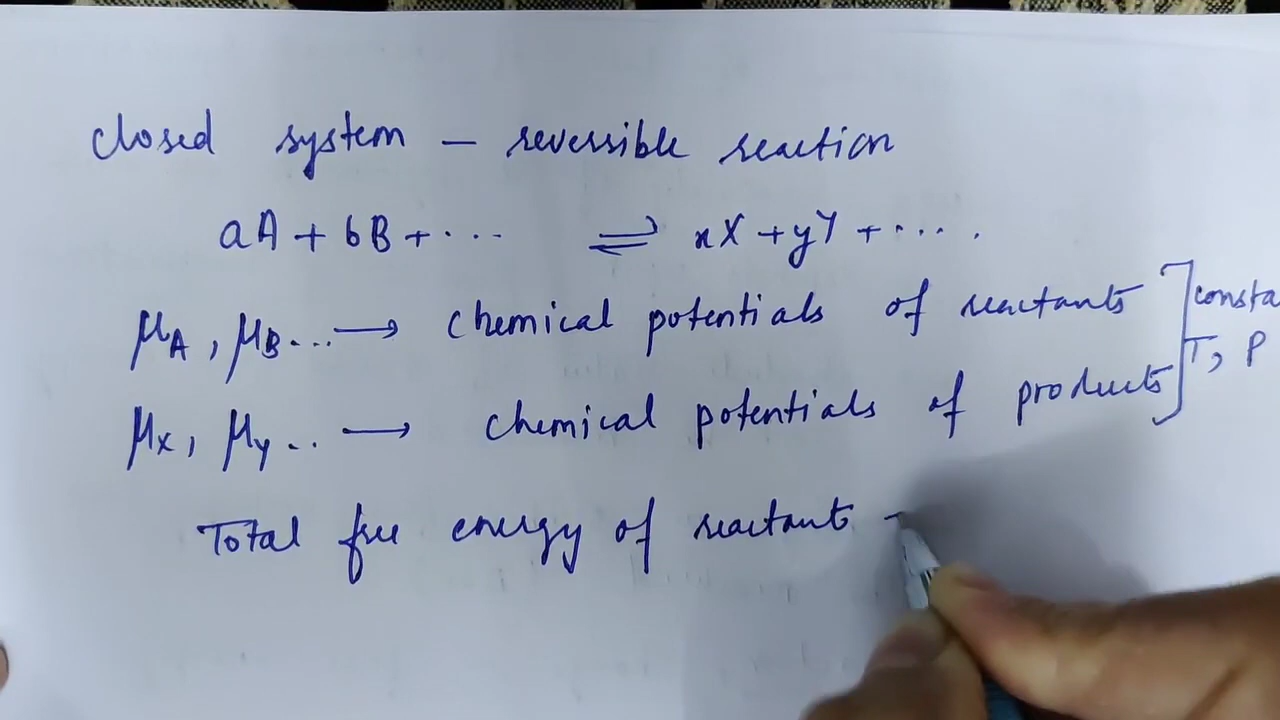 closed system – reversible reaction
aA + bB + ... ⇌ xX + yY + ....
μA, μB... → chemical potentials of reactants
μX, μY.. → chemical potentials of products
] consta
T, P
Total free energy of reactants -